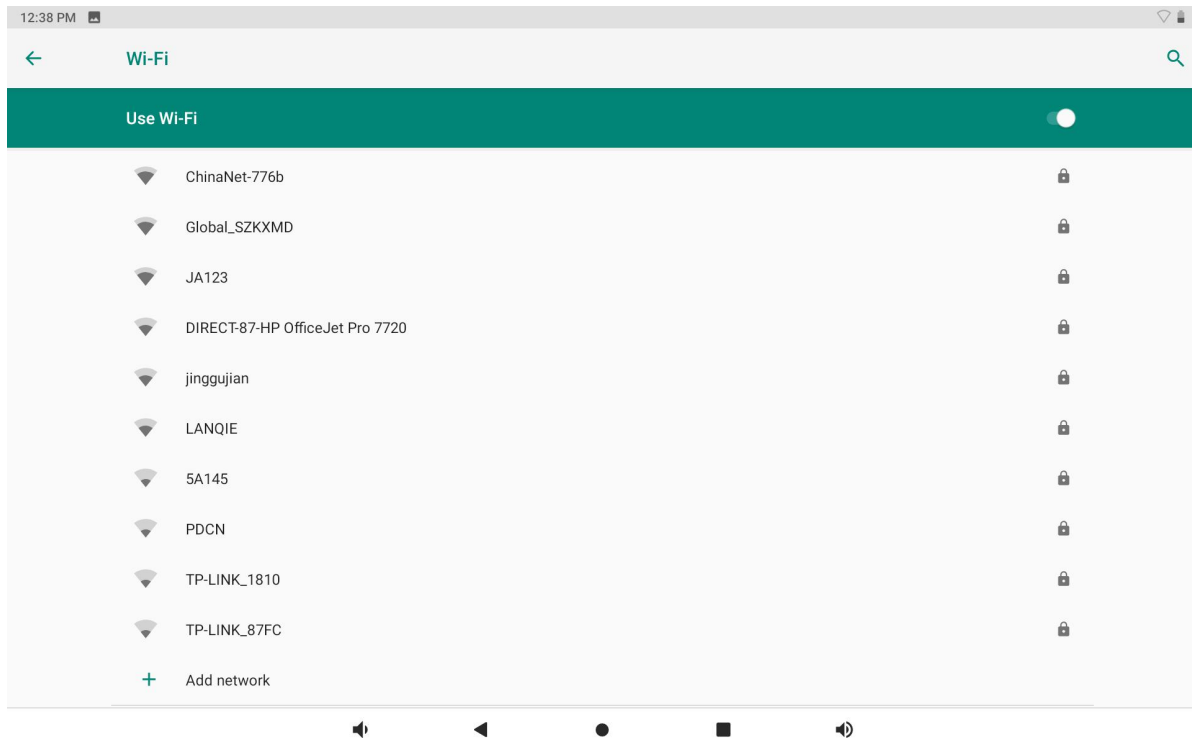 12:38 PM
Wi-Fi
Use Wi-Fi
ChinaNet-776b
Global_SZKXMD
JA123
DIRECT-87-HP OfficeJet Pro 7720
jinggujian
LANQIE
5A145
PDCN
TP-LINK_1810
TP-LINK_87FC
Add network